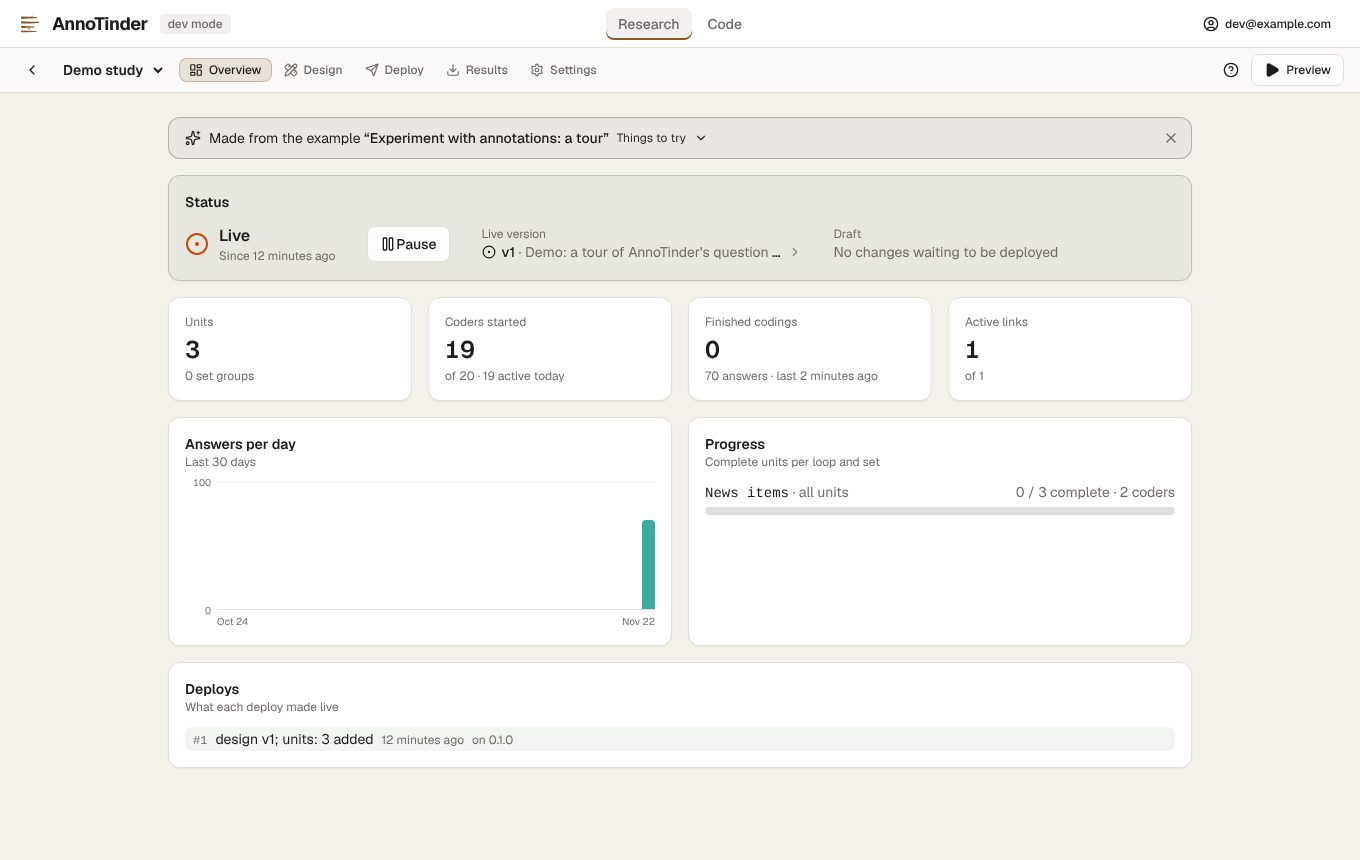 AnnoTinder dev mode Research Code dev@example.com
Demo study Overview Design Deploy Results Settings Preview
Made from the example “Experiment with annotations: a tour” Things to try
Status
Live
Since 12 minutes ago
Pause
Live version
v1 · Demo: a tour of AnnoTinder's question ...
Draft
No changes waiting to be deployed
Units
3
0 set groups
Coders started
19
of 20 · 19 active today
Finished codings
0
70 answers · last 2 minutes ago
Active links
1
of 1
Answers per day
Last 30 days
100
0
Oct 24 Nov 22
Progress
Complete units per loop and set
News items · all units 0 / 3 complete · 2 coders
Deploys
What each deploy made live
#1 design v1; units: 3 added 12 minutes ago on 0.1.0